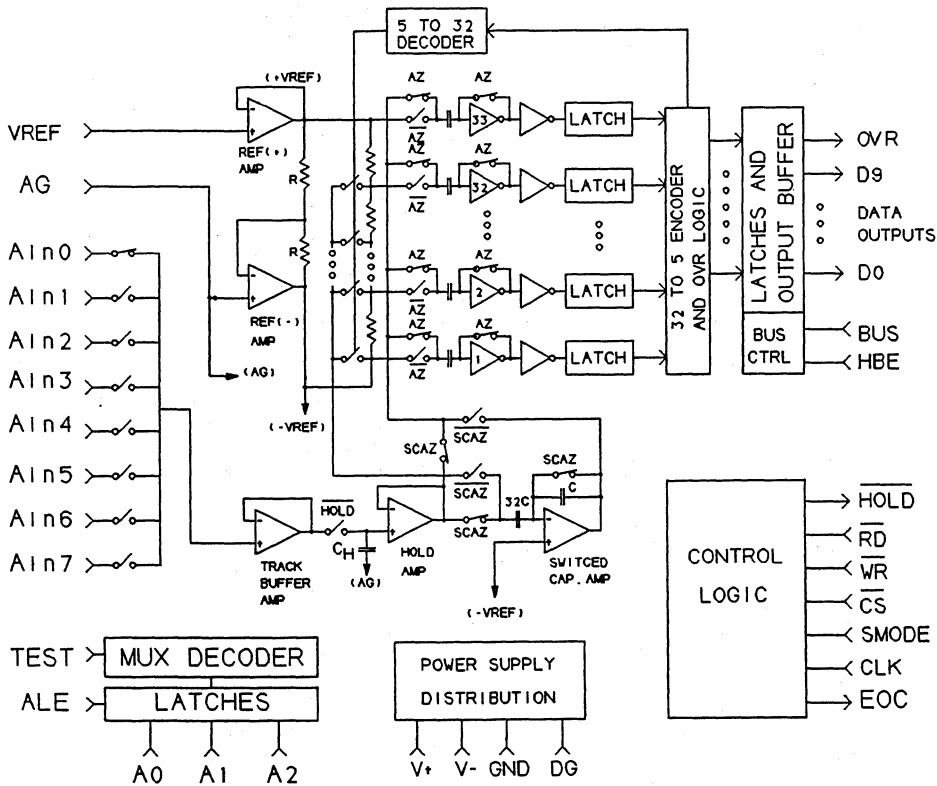 5 TO 32
DECODER
(+VREF)
VREF
REF(+)
AMP
R
AZ
AZ
AZ
33
LATCH
AG
AZ
AZ
AZ
32
LATCH
R
REF(-)
AMP
(AG)
(-VREF)
AZ
AZ
AZ
2
LATCH
AZ
AZ
AZ
1
LATCH
32 TO 5 ENCODER
AND OVR LOGIC
LATCHES AND
OUTPUT BUFFER
BUS
CTRL
OVR
D9
DATA
OUTPUTS
D0
BUS
HBE
AIn0
AIn1
AIn2
AIn3
AIn4
AIn5
AIn6
AIn7
SCAZ
SCAZ
SCAZ
SCAZ
SCAZ
C
32C
HOLD
CH
(AG)
TRACK
BUFFER
AMP
HOLD
AMP
SWITCED
CAP. AMP
(-VREF)
CONTROL
LOGIC
HOLD
RD
WR
CS
SMODE
CLK
EOC
TEST
MUX DECODER
ALE
LATCHES
A0 A1 A2
POWER SUPPLY
DISTRIBUTION
V+ V- GND DG